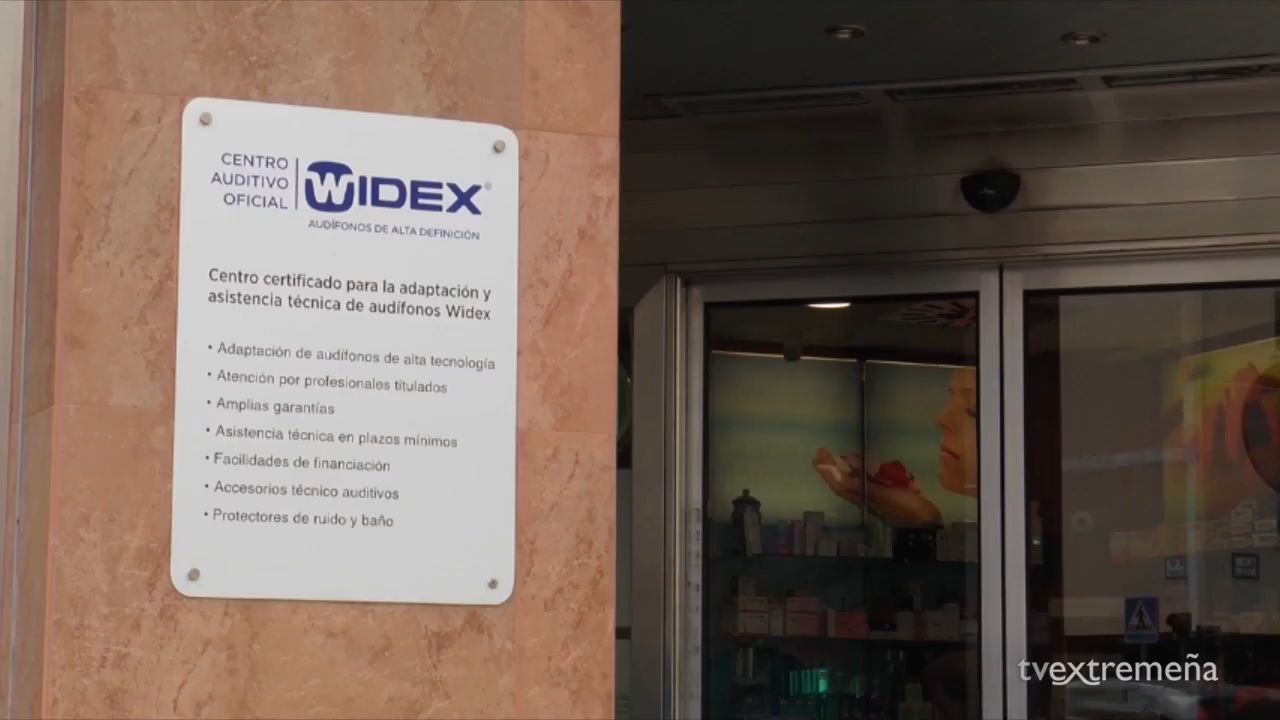 CENTRO
AUDITIVO
OFICIAL
WIDEX®
AUDÍFONOS DE ALTA DEFINICIÓN
Centro certificado para la adaptación y
asistencia técnica de audífonos Widex
• Adaptación de audífonos de alta tecnología
• Atención por profesionales titulados
• Amplias garantías
• Asistencia técnica en plazos mínimos
• Facilidades de financiación
• Accesorios técnico auditivos
• Protectores de ruido y baño
tvextremeña